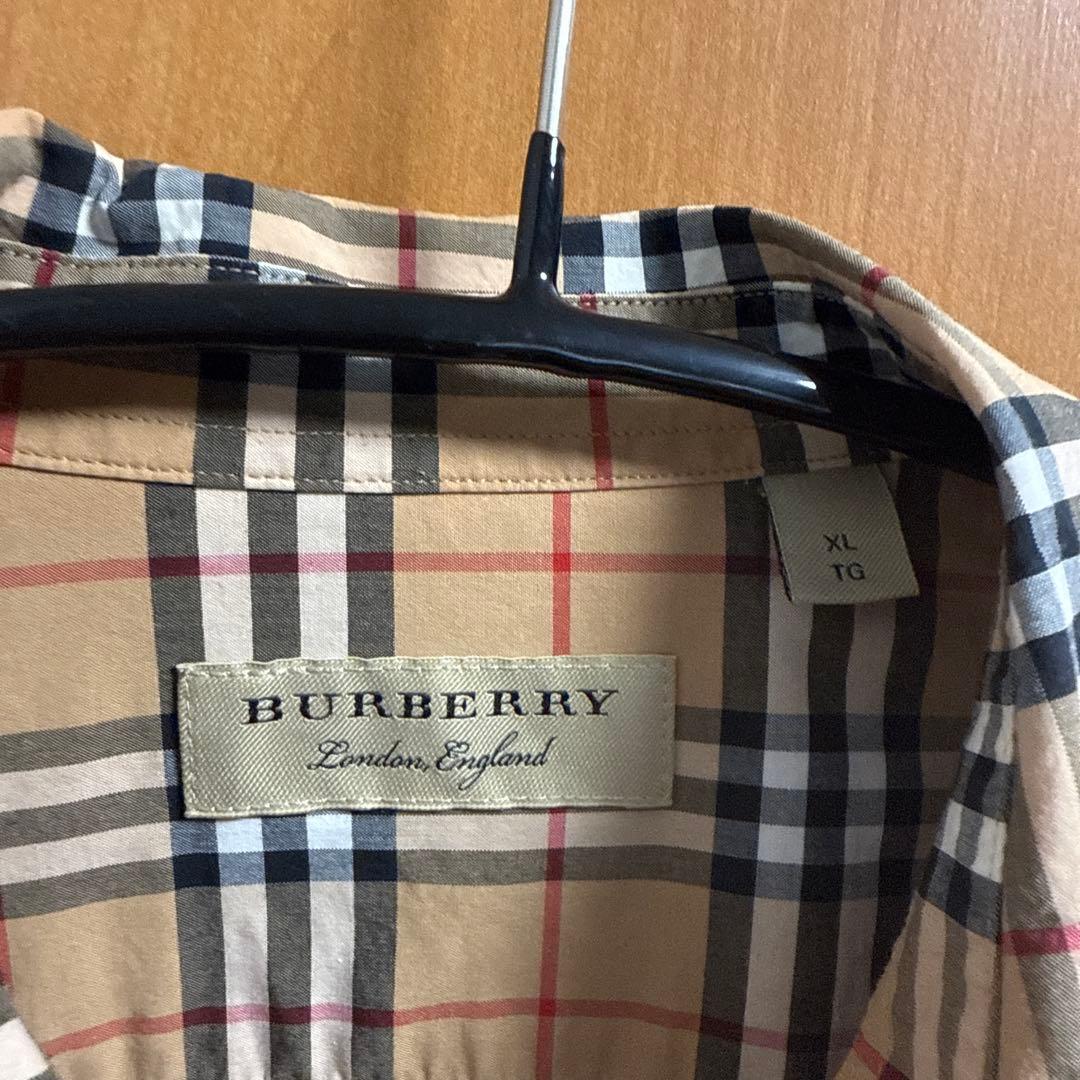 XL
TG
BURBERRY
London, England